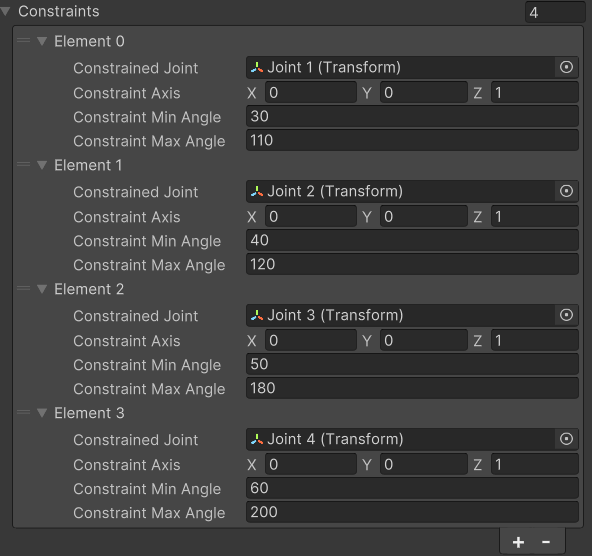 Constraints 4
Element 0
Constrained Joint Joint 1 (Transform)
Constraint Axis X 0 Y 0 Z 1
Constraint Min Angle 30
Constraint Max Angle 110
Element 1
Constrained Joint Joint 2 (Transform)
Constraint Axis X 0 Y 0 Z 1
Constraint Min Angle 40
Constraint Max Angle 120
Element 2
Constrained Joint Joint 3 (Transform)
Constraint Axis X 0 Y 0 Z 1
Constraint Min Angle 50
Constraint Max Angle 180
Element 3
Constrained Joint Joint 4 (Transform)
Constraint Axis X 0 Y 0 Z 1
Constraint Min Angle 60
Constraint Max Angle 200
+ -